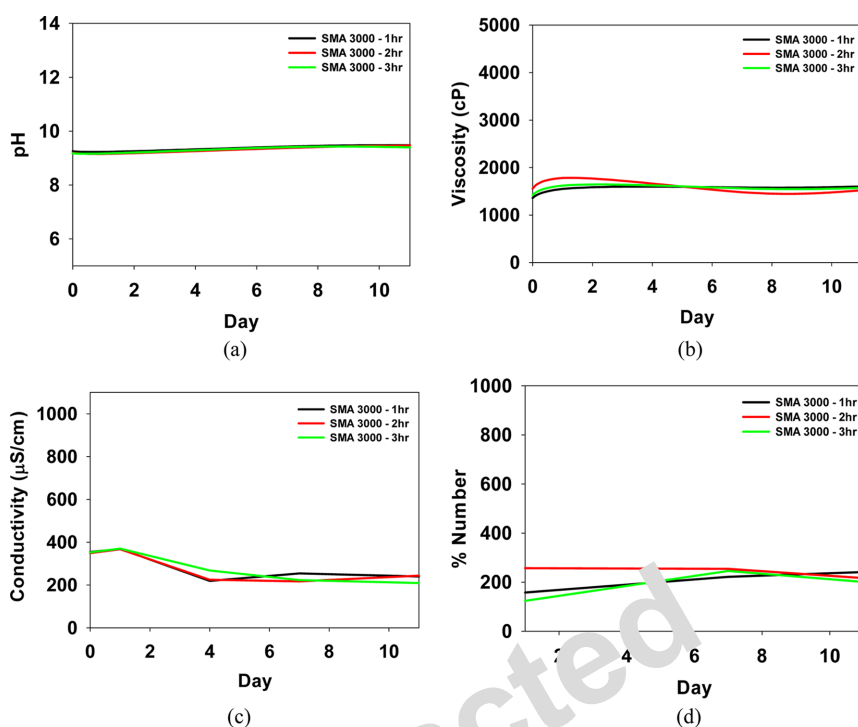 SMA 3000 - 1hr
SMA 3000 - 2hr
SMA 3000 - 3hr
14
12
10
8
6
pH
0 2 4 6 8 10
Day
(a)
SMA 3000 - 1hr
SMA 3000 - 2hr
SMA 3000 - 3hr
5000
4000
3000
2000
1000
0
Viscosity (cP)
0 2 4 6 8 10
Day
(b)
SMA 3000 - 1hr
SMA 3000 - 2hr
SMA 3000 - 3hr
1000
800
600
400
200
0
Conductivity (µS/cm)
0 2 4 6 8 10
Day
(c)
SMA 3000 - 1hr
SMA 3000 - 2hr
SMA 3000 - 3hr
1000
800
600
400
200
0
% Number
2 4 6 8 10
Day
(d)